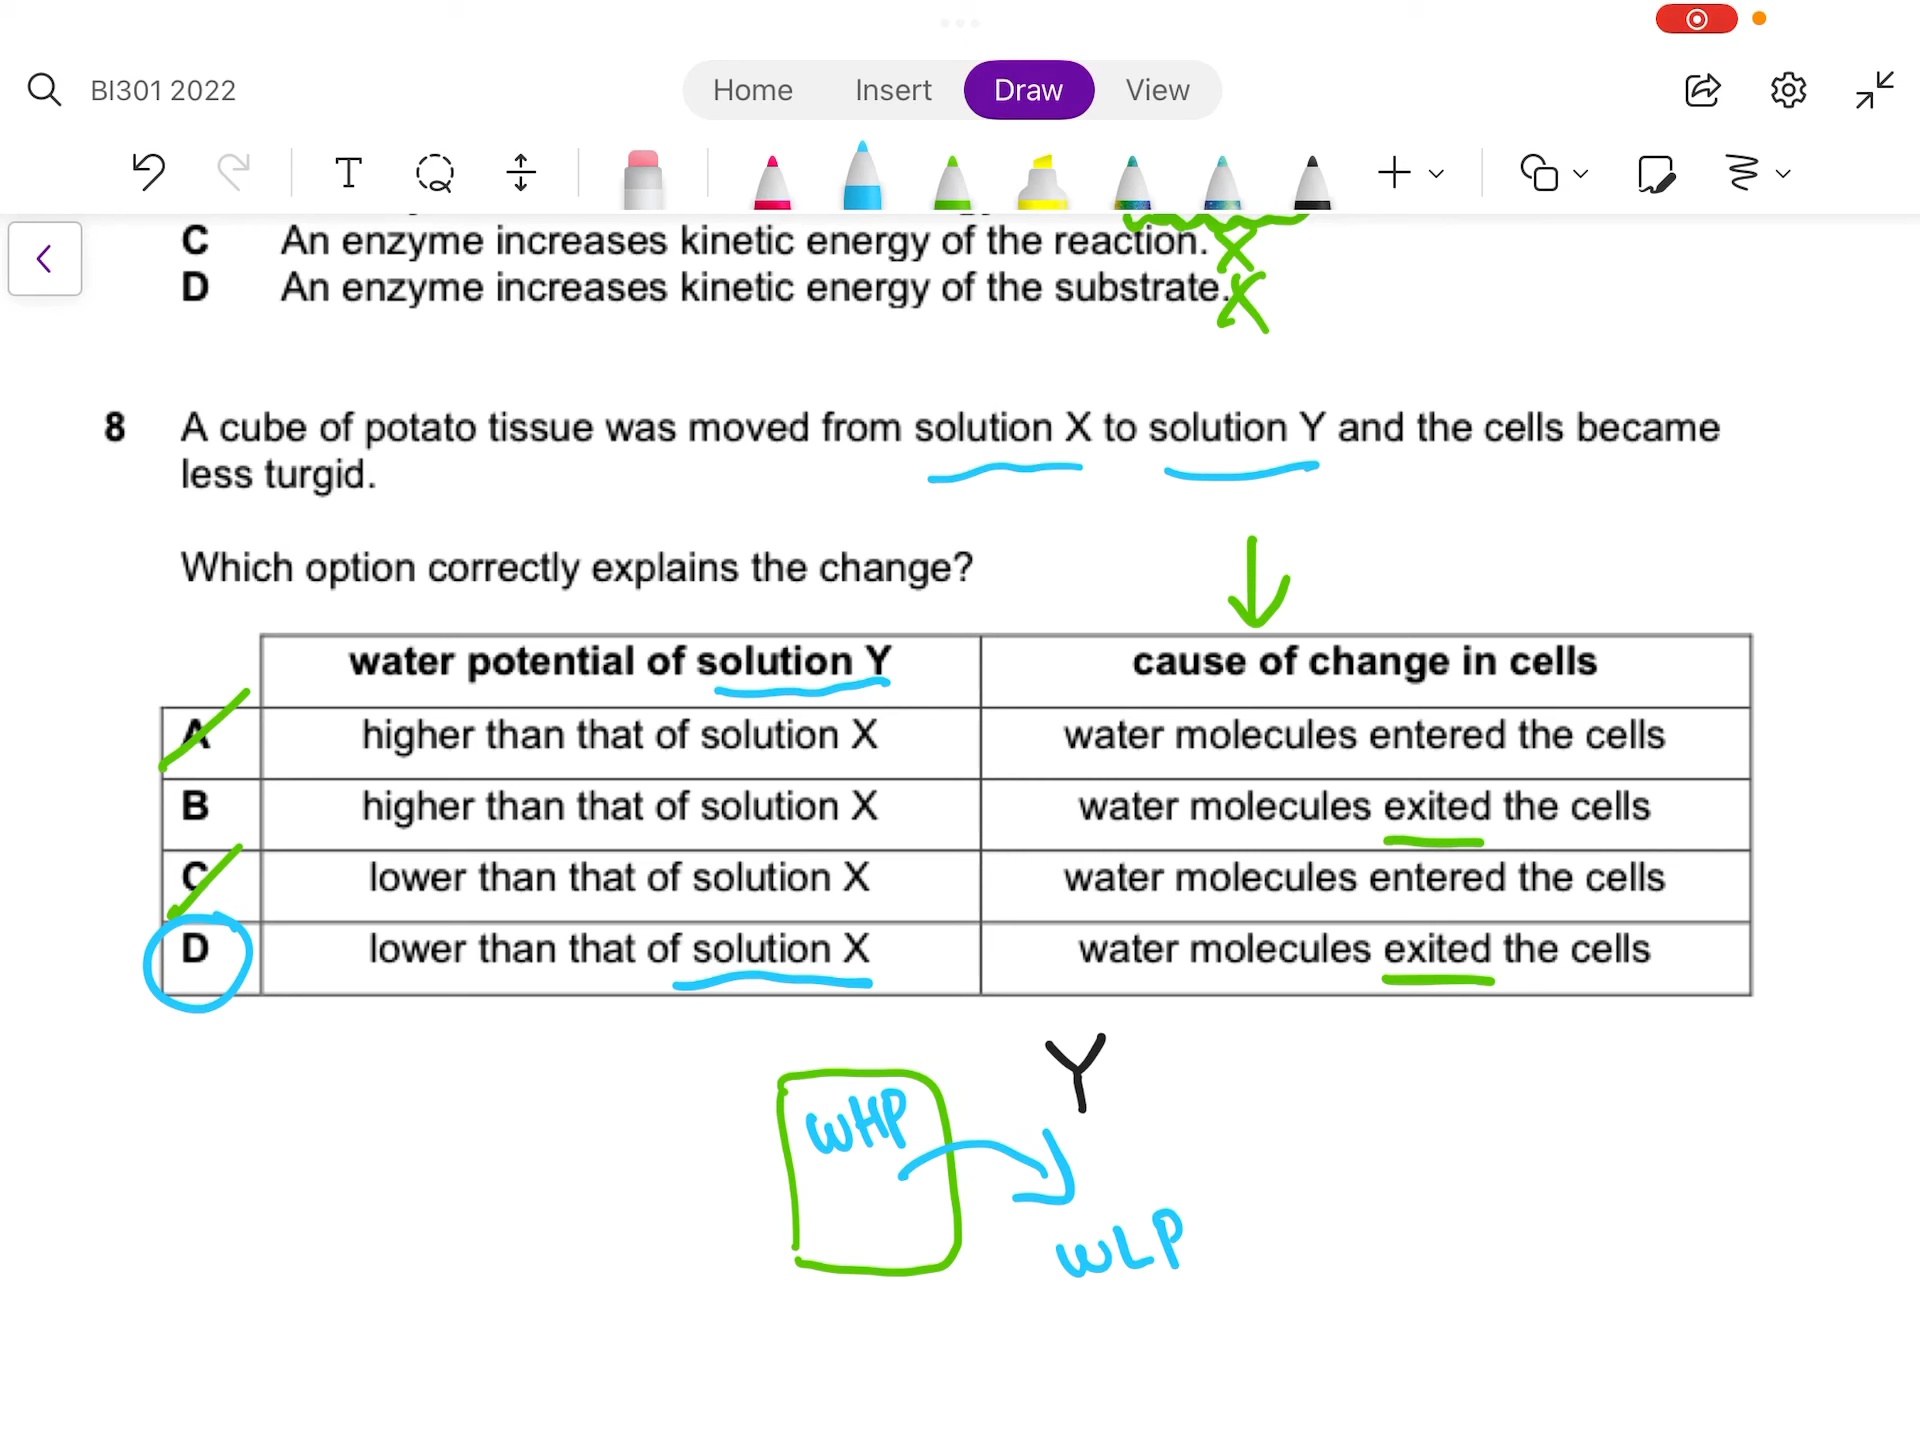 BI301 2022
Home Insert Draw View
T
C An enzyme increases kinetic energy of the reaction. X
D An enzyme increases kinetic energy of the substrate. X
8 A cube of potato tissue was moved from solution X to solution Y and the cells became
less turgid.
Which option correctly explains the change?
water potential of solution Y cause of change in cells
A higher than that of solution X water molecules entered the cells
B higher than that of solution X water molecules exited the cells
C lower than that of solution X water molecules entered the cells
D lower than that of solution X water molecules exited the cells
Y
WHP
WLP